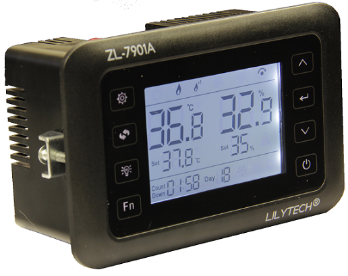 ZL-7901A
36.8 °C 32.9 %
Set 37.8 °C Set 35 %
Count Down 01:58 Day 18
Fn
LILYTECH®